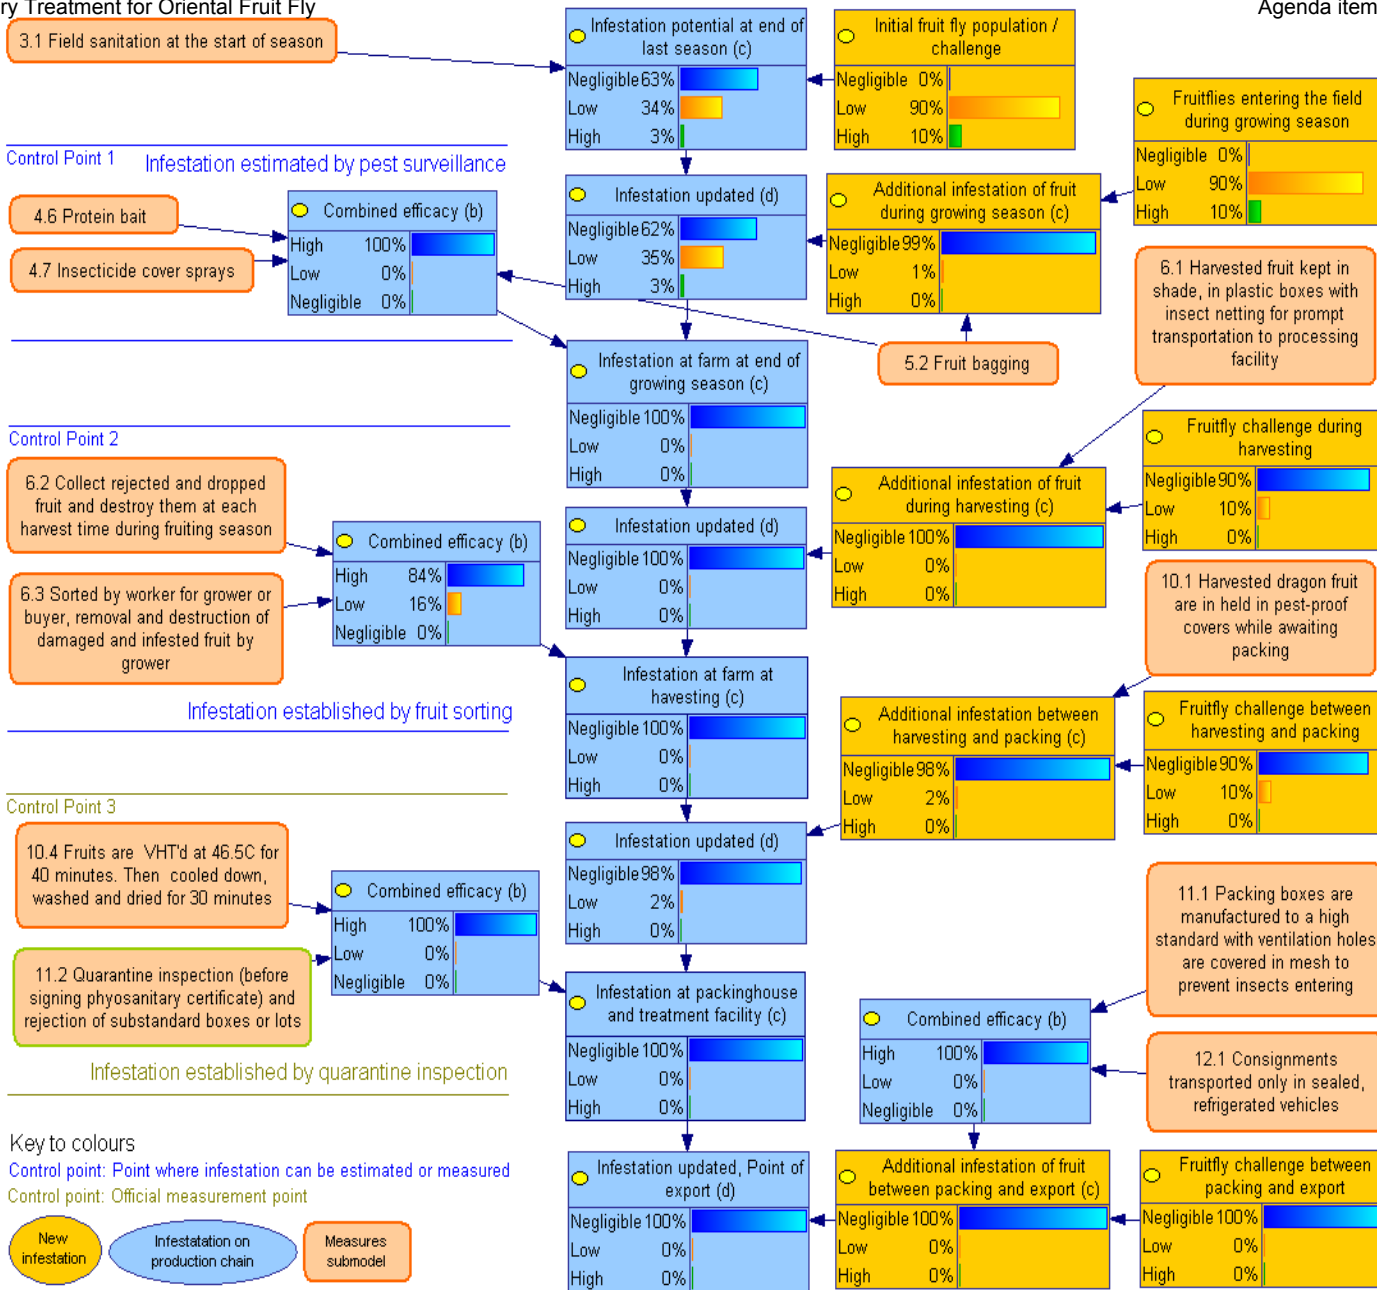 ry Treatment for Oriental Fruit Fly
Agenda item
3.1 Field sanitation at the start of season
Infestation potential at end of
last season (c)
Negligible 63%
Low 34%
High 3%
Initial fruit fly population /
challenge
Negligible 0%
Low 90%
High 10%
Fruitflies entering the field
during growing season
Negligible 0%
Low 90%
High 10%
Control Point 1
Infestation estimated by pest surveillance
4.6 Protein bait
4.7 Insecticide cover sprays
Combined efficacy (b)
High 100%
Low 0%
Negligible 0%
Infestation updated (d)
Negligible 62%
Low 35%
High 3%
Additional infestation of fruit
during growing season (c)
Negligible 99%
Low 1%
High 0%
5.2 Fruit bagging
6.1 Harvested fruit kept in
shade, in plastic boxes with
insect netting for prompt
transportation to processing
facility
Infestation at farm at end of
growing season (c)
Negligible 100%
Low 0%
High 0%
Control Point 2
6.2 Collect rejected and dropped
fruit and destroy them at each
harvest time during fruiting season
6.3 Sorted by worker for grower or
buyer, removal and destruction of
damaged and infested fruit by
grower
Combined efficacy (b)
High 84%
Low 16%
Negligible 0%
Infestation updated (d)
Negligible 100%
Low 0%
High 0%
Additional infestation of fruit
during harvesting (c)
Negligible 100%
Low 0%
High 0%
Fruitfly challenge during
harvesting
Negligible 90%
Low 10%
High 0%
10.1 Harvested dragon fruit
are in held in pest-proof
covers while awaiting
packing
Infestation at farm at
havesting (c)
Negligible 100%
Low 0%
High 0%
Infestation established by fruit sorting
Additional infestation between
harvesting and packing (c)
Negligible 98%
Low 2%
High 0%
Fruitfly challenge between
harvesting and packing
Negligible 90%
Low 10%
High 0%
Control Point 3
10.4 Fruits are VHT'd at 46.5C for
40 minutes. Then cooled down,
washed and dried for 30 minutes
11.2 Quarantine inspection (before
signing phyosanitary certificate) and
rejection of substandard boxes or lots
Combined efficacy (b)
High 100%
Low 0%
Negligible 0%
Infestation updated (d)
Negligible 98%
Low 2%
High 0%
Infestation at packinghouse
and treatment facility (c)
Negligible 100%
Low 0%
High 0%
Infestation established by quarantine inspection
11.1 Packing boxes are
manufactured to a high
standard with ventilation holes
are covered in mesh to
prevent insects entering
Combined efficacy (b)
High 100%
Low 0%
Negligible 0%
12.1 Consignments
transported only in sealed,
refrigerated vehicles
Key to colours
Control point: Point where infestation can be estimated or measured
Control point: Official measurement point
New
infestation
Infestatation on
production chain
Measures
submodel
Infestation updated, Point of
export (d)
Negligible 100%
Low 0%
High 0%
Additional infestation of fruit
between packing and export (c)
Negligible 100%
Low 0%
High 0%
Fruitfly challenge between
packing and export
Negligible 100%
Low 0%
High 0%